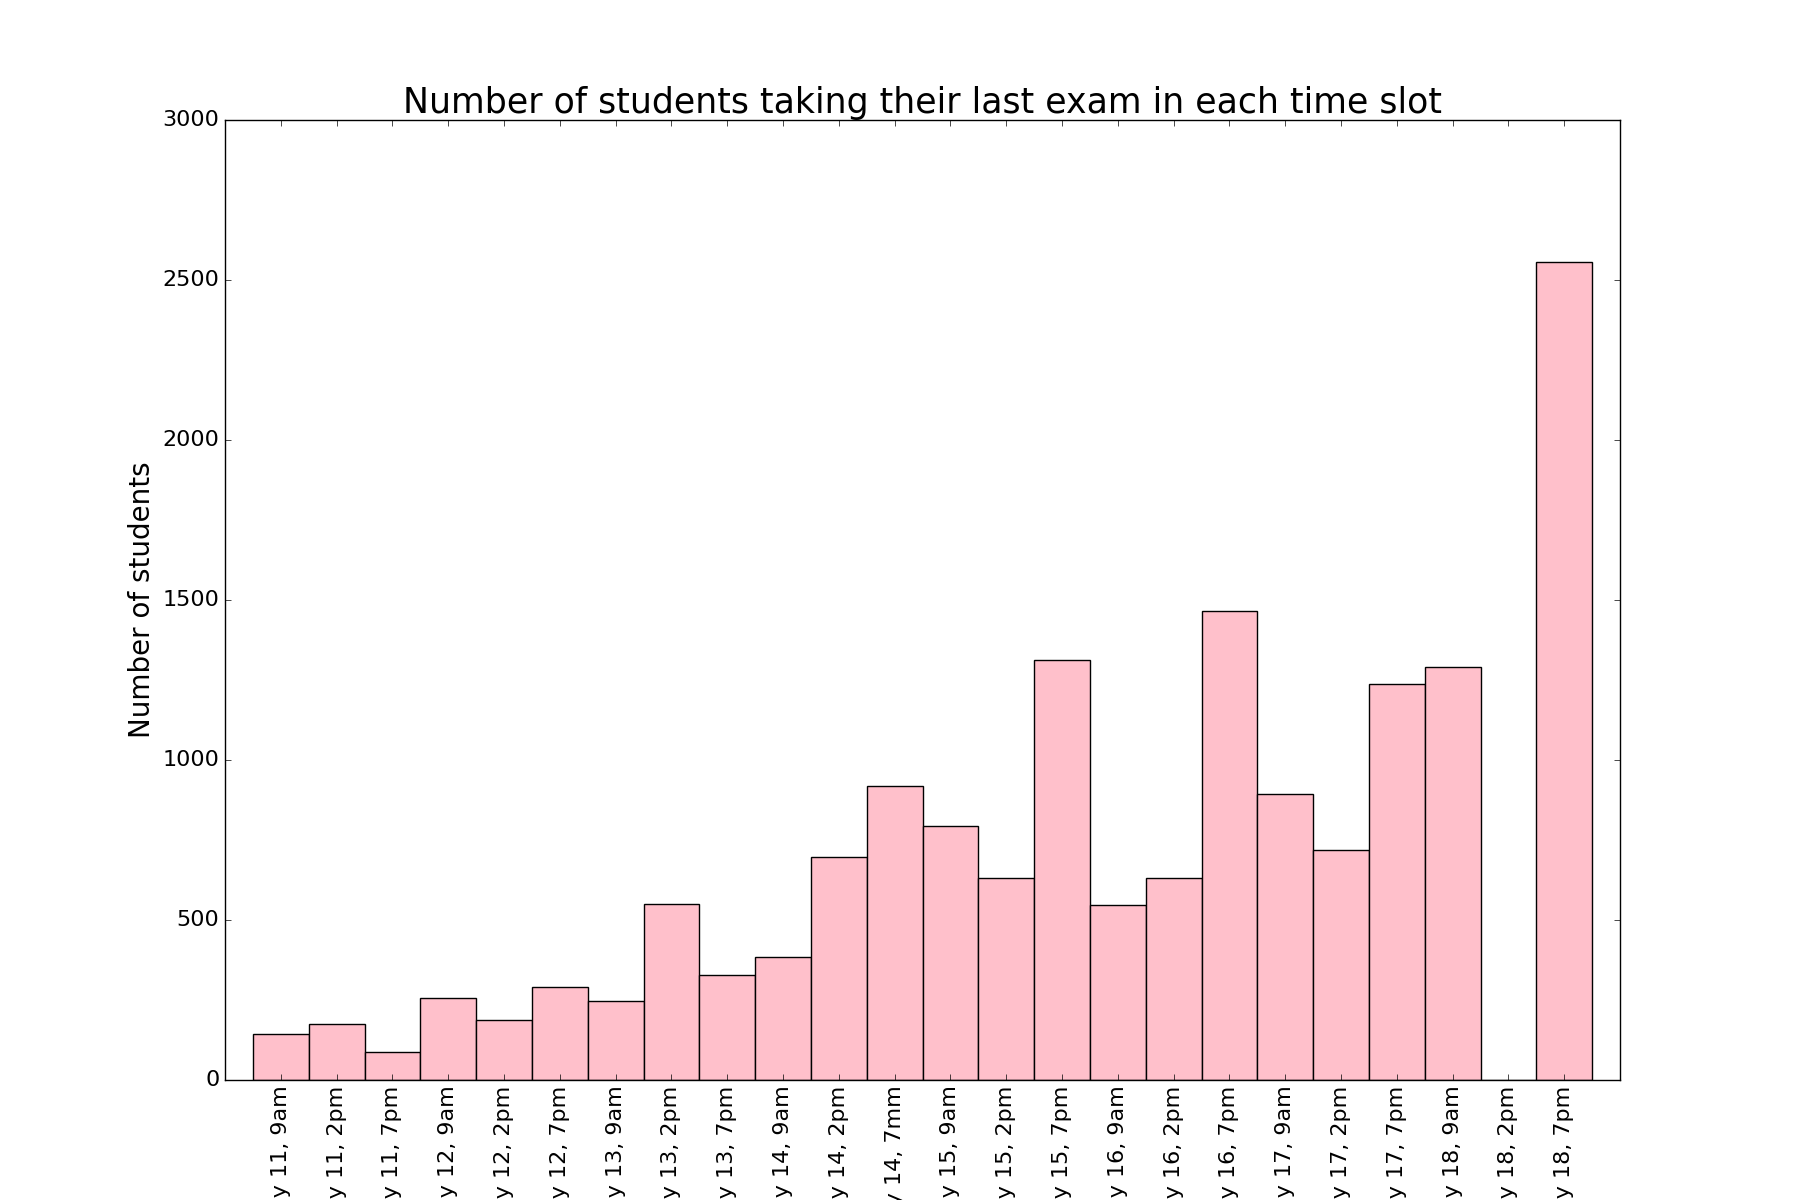 Number of students taking their last exam in each time slot
3000
2500
2000
1500
1000
500
0
Number of students
y 11, 9am
y 11, 2pm
y 11, 7pm
y 12, 9am
y 12, 2pm
y 12, 7pm
y 13, 9am
y 13, 2pm
y 13, 7pm
y 14, 9am
y 14, 2pm
y 14, 7mm
y 15, 9am
y 15, 2pm
y 15, 7pm
y 16, 9am
y 16, 2pm
y 16, 7pm
y 17, 9am
y 17, 2pm
y 17, 7pm
y 18, 9am
y 18, 2pm
y 18, 7pm